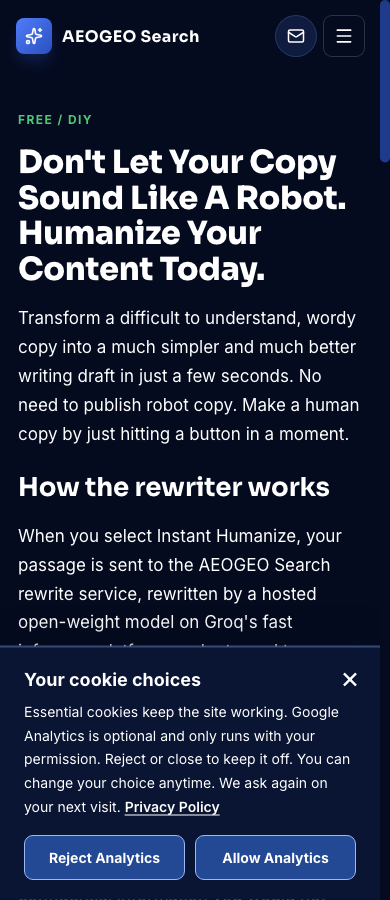 AEOGEO Search
FREE / DIY
Don't Let Your Copy
Sound Like A Robot.
Humanize Your
Content Today.
Transform a difficult to understand, wordy
copy into a much simpler and much better
writing draft in just a few seconds. No
need to publish robot copy. Make a human
copy by just hitting a button in a moment.
How the rewriter works
When you select Instant Humanize, your
passage is sent to the AEOGEO Search
rewrite service, rewritten by a hosted
open-weight model on Groq's fast
Your cookie choices
Essential cookies keep the site working. Google
Analytics is optional and only runs with your
permission. Reject or close to keep it off. You can
change your choice anytime. We ask again on
your next visit. Privacy Policy
Reject Analytics
Allow Analytics